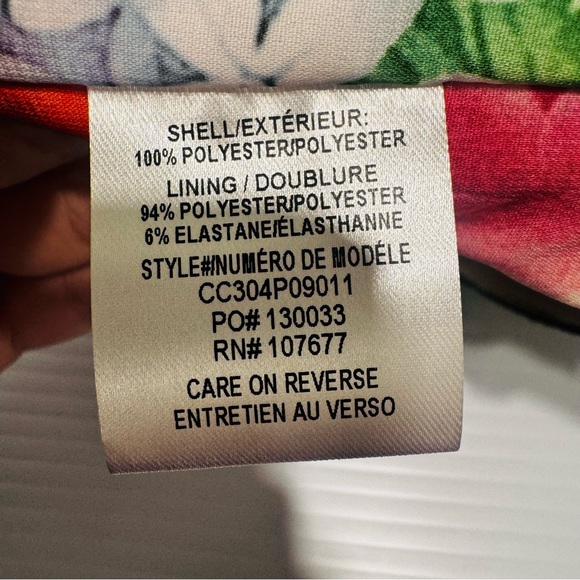 SHELL/EXTÉRIEUR:
100% POLYESTER/POLYESTER
LINING / DOUBLURE
94% POLYESTER/POLYESTER
6% ELASTANE/ÉLASTHANNE
STYLE#/NUMÉRO DE MODÉLE
CC304P09011
PO# 130033
RN# 107677
CARE ON REVERSE
ENTRETIEN AU VERSO